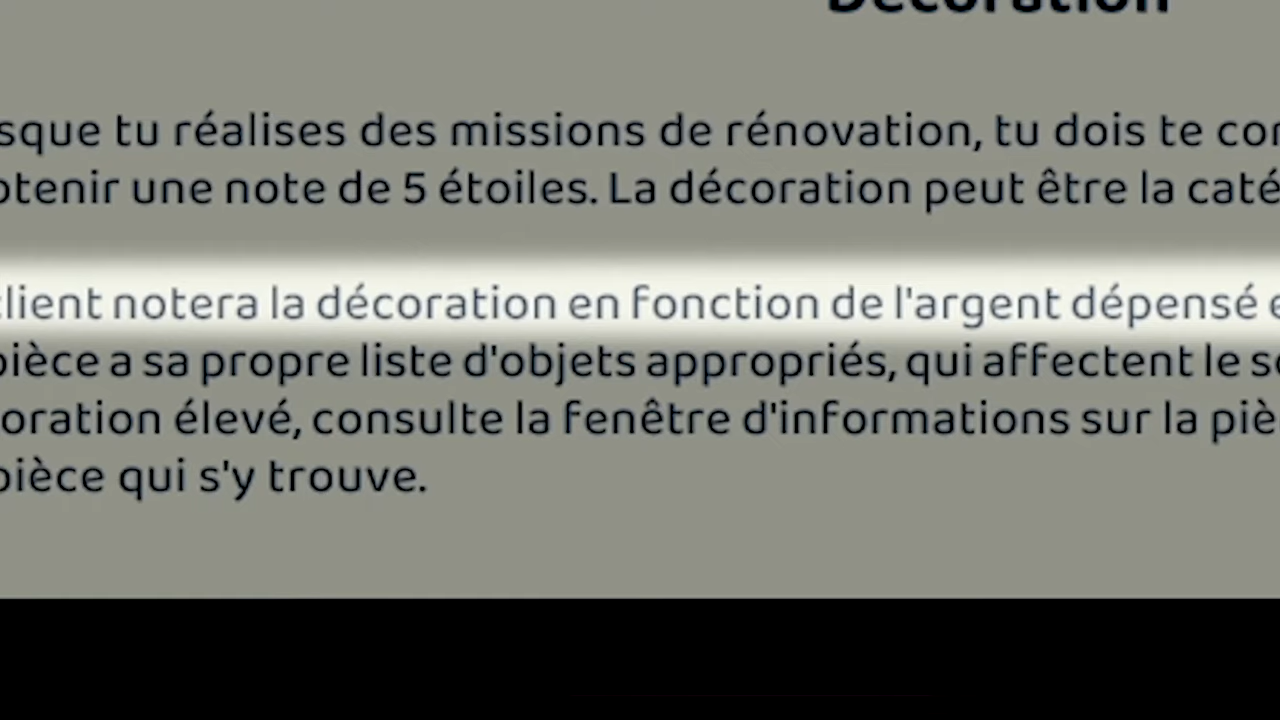 Décoration
sque tu réalises des missions de rénovation, tu dois te con
otenir une note de 5 étoiles. La décoration peut être la caté
client notera la décoration en fonction de l'argent dépensé e
pièce a sa propre liste d'objets appropriés, qui affectent le sc
oration élevé, consulte la fenêtre d'informations sur la piè
pièce qui s'y trouve.